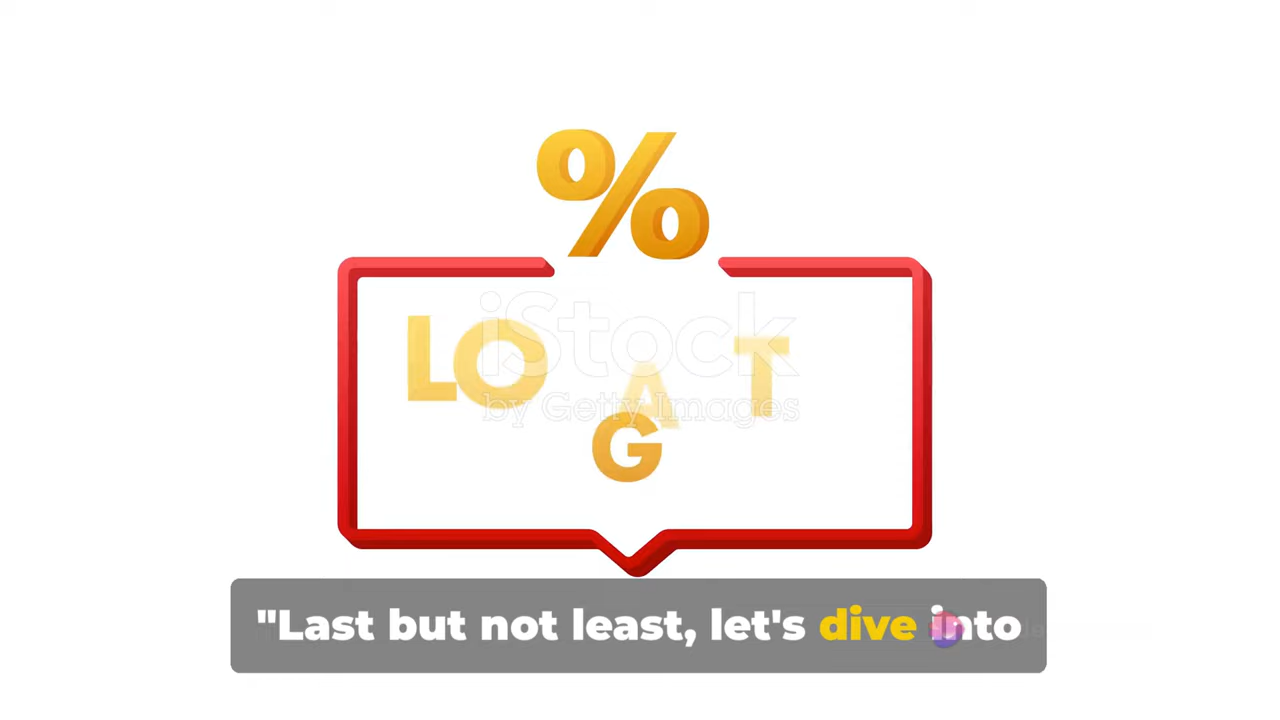 %
LO A T
G
iStock
by Getty Images
"Last but not least, let's dive into